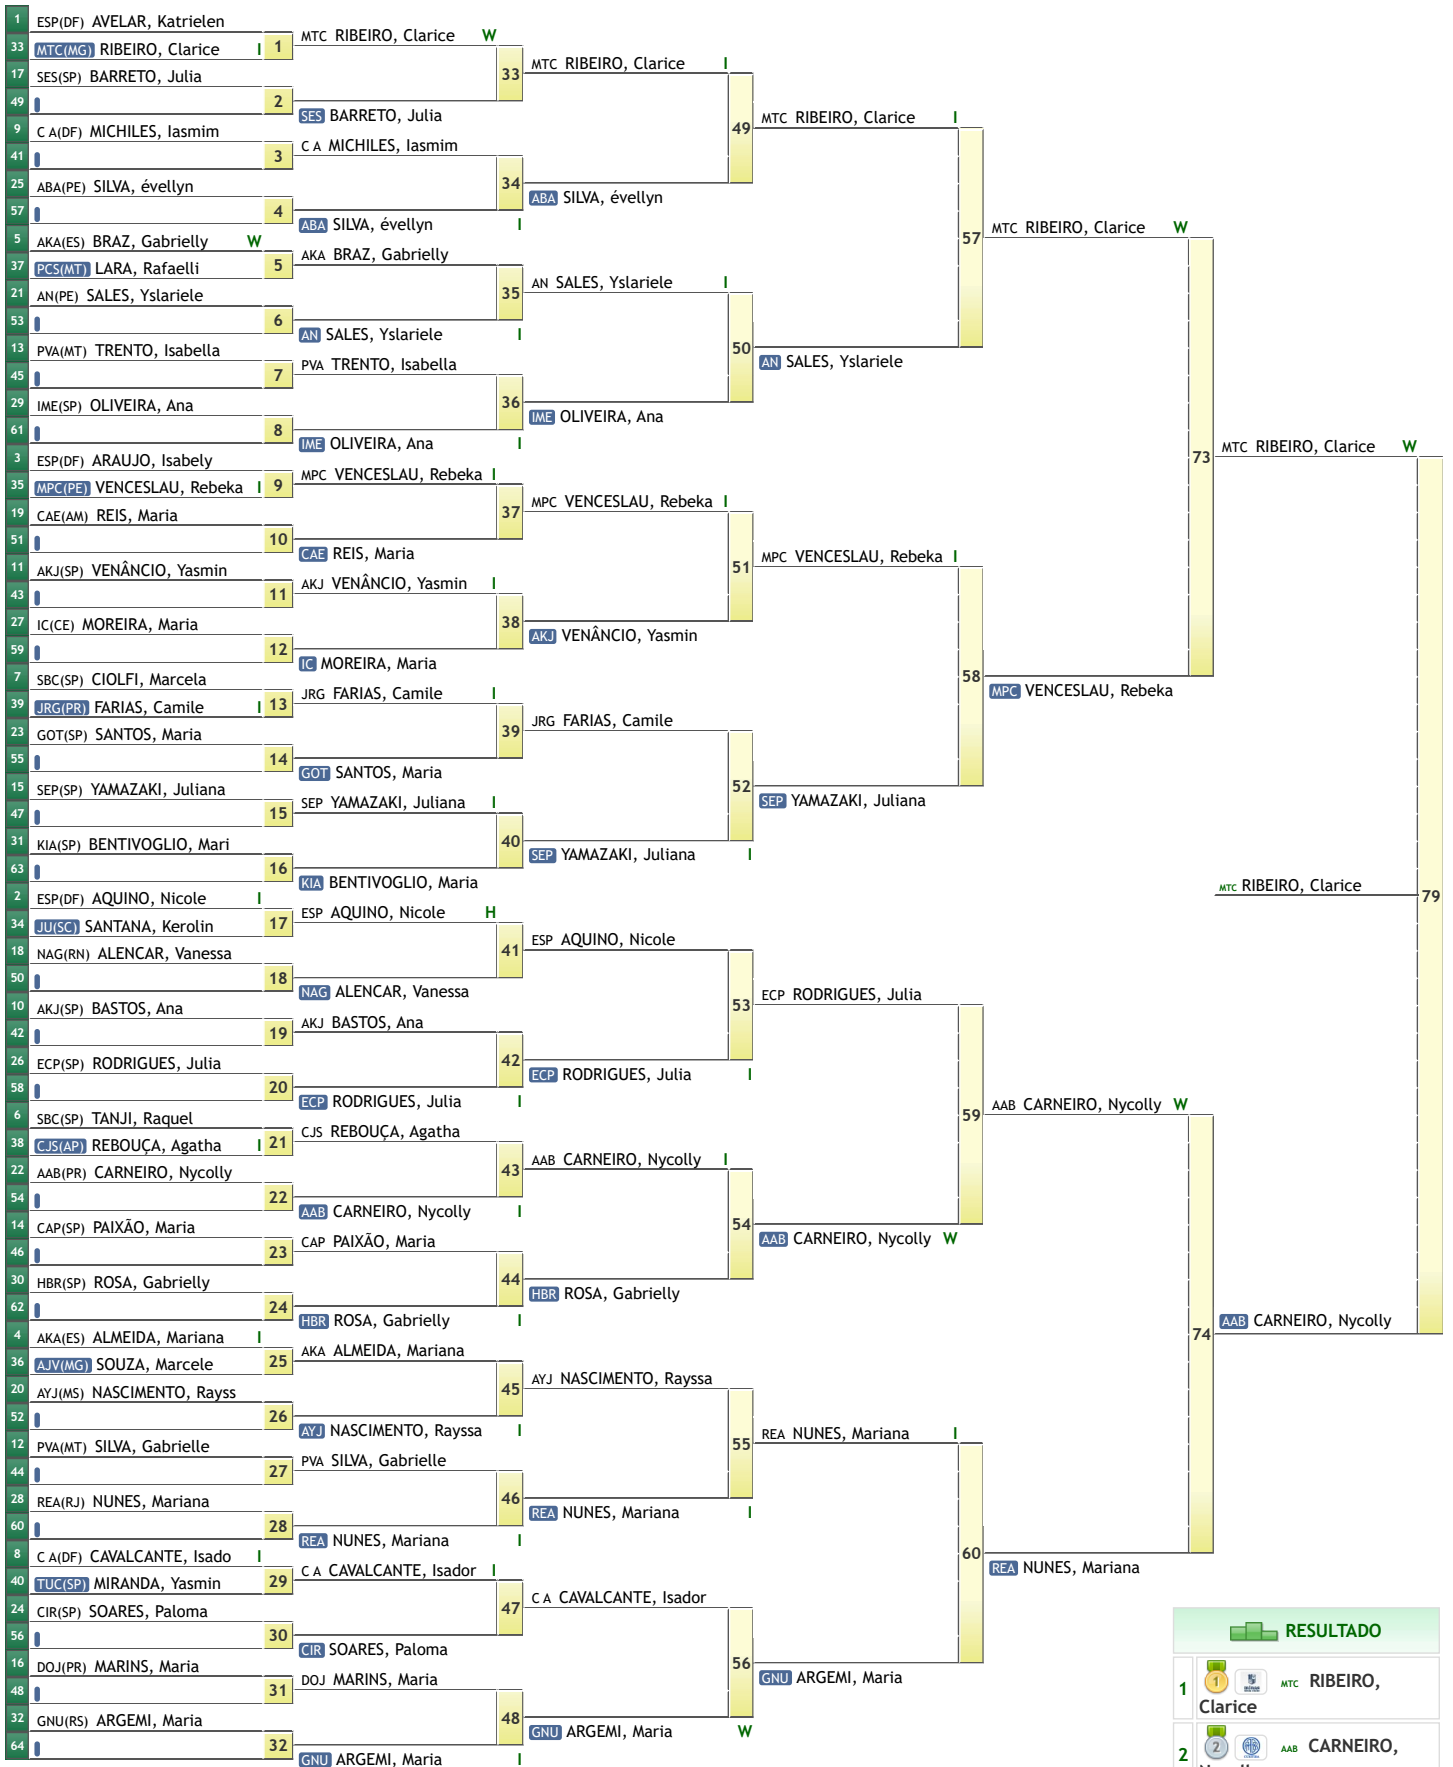 1 ESP(DF) AVELAR, Katrielen
33 MTC(MG) RIBEIRO, Clarice I 1
17 SES(SP) BARRETO, Julia
49 2
9 C A(DF) MICHILES, Iasmim
41 3
25 ABA(PE) SILVA, évellyn
57 4
5 AKA(ES) BRAZ, Gabrielly W
37 PCS(MT) LARA, Rafaelli 5
21 AN(PE) SALES, Yslariele
53 6
13 PVA(MT) TRENTO, Isabella
45 7
29 IME(SP) OLIVEIRA, Ana
61 8
3 ESP(DF) ARAUJO, Isabely
35 MPC(PE) VENCESLAU, Rebeka I 9
19 CAE(AM) REIS, Maria
51 10
11 AKJ(SP) VENÂNCIO, Yasmin
43 11
27 IC(CE) MOREIRA, Maria
59 12
7 SBC(SP) CIOLFI, Marcela
39 JRG(PR) FARIAS, Camile I 13
23 GOT(SP) SANTOS, Maria
55 14
15 SEP(SP) YAMAZAKI, Juliana
47 15
31 KIA(SP) BENTIVOGLIO, Mari
63 16
2 ESP(DF) AQUINO, Nicole I
34 JU(SC) SANTANA, Kerolin 17
18 NAG(RN) ALENCAR, Vanessa
50 18
10 AKJ(SP) BASTOS, Ana
42 19
26 ECP(SP) RODRIGUES, Julia
58 20
6 SBC(SP) TANJI, Raquel
38 CJS(AP) REBOUÇA, Agatha I 21
22 AAB(PR) CARNEIRO, Nycolly
54 22
14 CAP(SP) PAIXÃO, Maria
46 23
30 HBR(SP) ROSA, Gabrielly
62 24
4 AKA(ES) ALMEIDA, Mariana I
36 AJV(MG) SOUZA, Marcele 25
20 AYJ(MS) NASCIMENTO, Rayss
52 26
12 PVA(MT) SILVA, Gabrielle
44 27
28 REA(RJ) NUNES, Mariana
60 28
8 C A(DF) CAVALCANTE, Isado I
40 TUC(SP) MIRANDA, Yasmin 29
24 CIR(SP) SOARES, Paloma
56 30
16 DOJ(PR) MARINS, Maria
48 31
32 GNU(RS) ARGEMI, Maria
64 32
MTC RIBEIRO, Clarice W
33
SES BARRETO, Julia
C A MICHILES, Iasmim
34
ABA SILVA, évellyn I
AKA BRAZ, Gabrielly
35
AN SALES, Yslariele I
PVA TRENTO, Isabella
36
IME OLIVEIRA, Ana I
MPC VENCESLAU, Rebeka I
37
CAE REIS, Maria
AKJ VENÂNCIO, Yasmin I
38
IC MOREIRA, Maria
JRG FARIAS, Camile I
39
GOT SANTOS, Maria
SEP YAMAZAKI, Juliana I
40
KIA BENTIVOGLIO, Maria
ESP AQUINO, Nicole H
41
NAG ALENCAR, Vanessa
AKJ BASTOS, Ana
42
ECP RODRIGUES, Julia I
CJS REBOUÇA, Agatha
43
AAB CARNEIRO, Nycolly I
CAP PAIXÃO, Maria
44
HBR ROSA, Gabrielly I
AKA ALMEIDA, Mariana
45
AYJ NASCIMENTO, Rayssa I
PVA SILVA, Gabrielle
46
REA NUNES, Mariana I
C A CAVALCANTE, Isador I
47
CIR SOARES, Paloma
DOJ MARINS, Maria
48
GNU ARGEMI, Maria I
MTC RIBEIRO, Clarice I
49
ABA SILVA, évellyn
AN SALES, Yslariele I
50
IME OLIVEIRA, Ana
MPC VENCESLAU, Rebeka I
51
AKJ VENÂNCIO, Yasmin
JRG FARIAS, Camile
52
SEP YAMAZAKI, Juliana I
ESP AQUINO, Nicole
53
ECP RODRIGUES, Julia I
AAB CARNEIRO, Nycolly I
54
HBR ROSA, Gabrielly
AYJ NASCIMENTO, Rayssa
55
REA NUNES, Mariana I
C A CAVALCANTE, Isador
56
GNU ARGEMI, Maria W
MTC RIBEIRO, Clarice I
57
AN SALES, Yslariele
MPC VENCESLAU, Rebeka I
58
SEP YAMAZAKI, Juliana
ECP RODRIGUES, Julia
59
AAB CARNEIRO, Nycolly W
REA NUNES, Mariana I
60
GNU ARGEMI, Maria
MTC RIBEIRO, Clarice W
73
MPC VENCESLAU, Rebeka
AAB CARNEIRO, Nycolly W
74
REA NUNES, Mariana
MTC RIBEIRO, Clarice W
MTC RIBEIRO, Clarice 79
AAB CARNEIRO, Nycolly
RESULTADO
1 1 MTC RIBEIRO,
Clarice
2 2 AAB CARNEIRO,